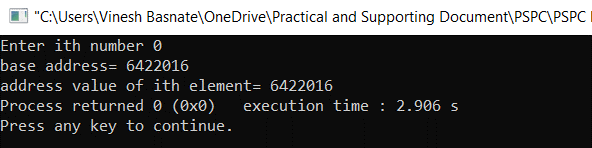 "C:\Users\Vinesh Basnate\OneDrive\Practical and Supporting Document\PSPC\PSPC
Enter ith number 0
base address= 6422016
address value of ith element= 6422016
Process returned 0 (0x0)   execution time : 2.906 s
Press any key to continue.